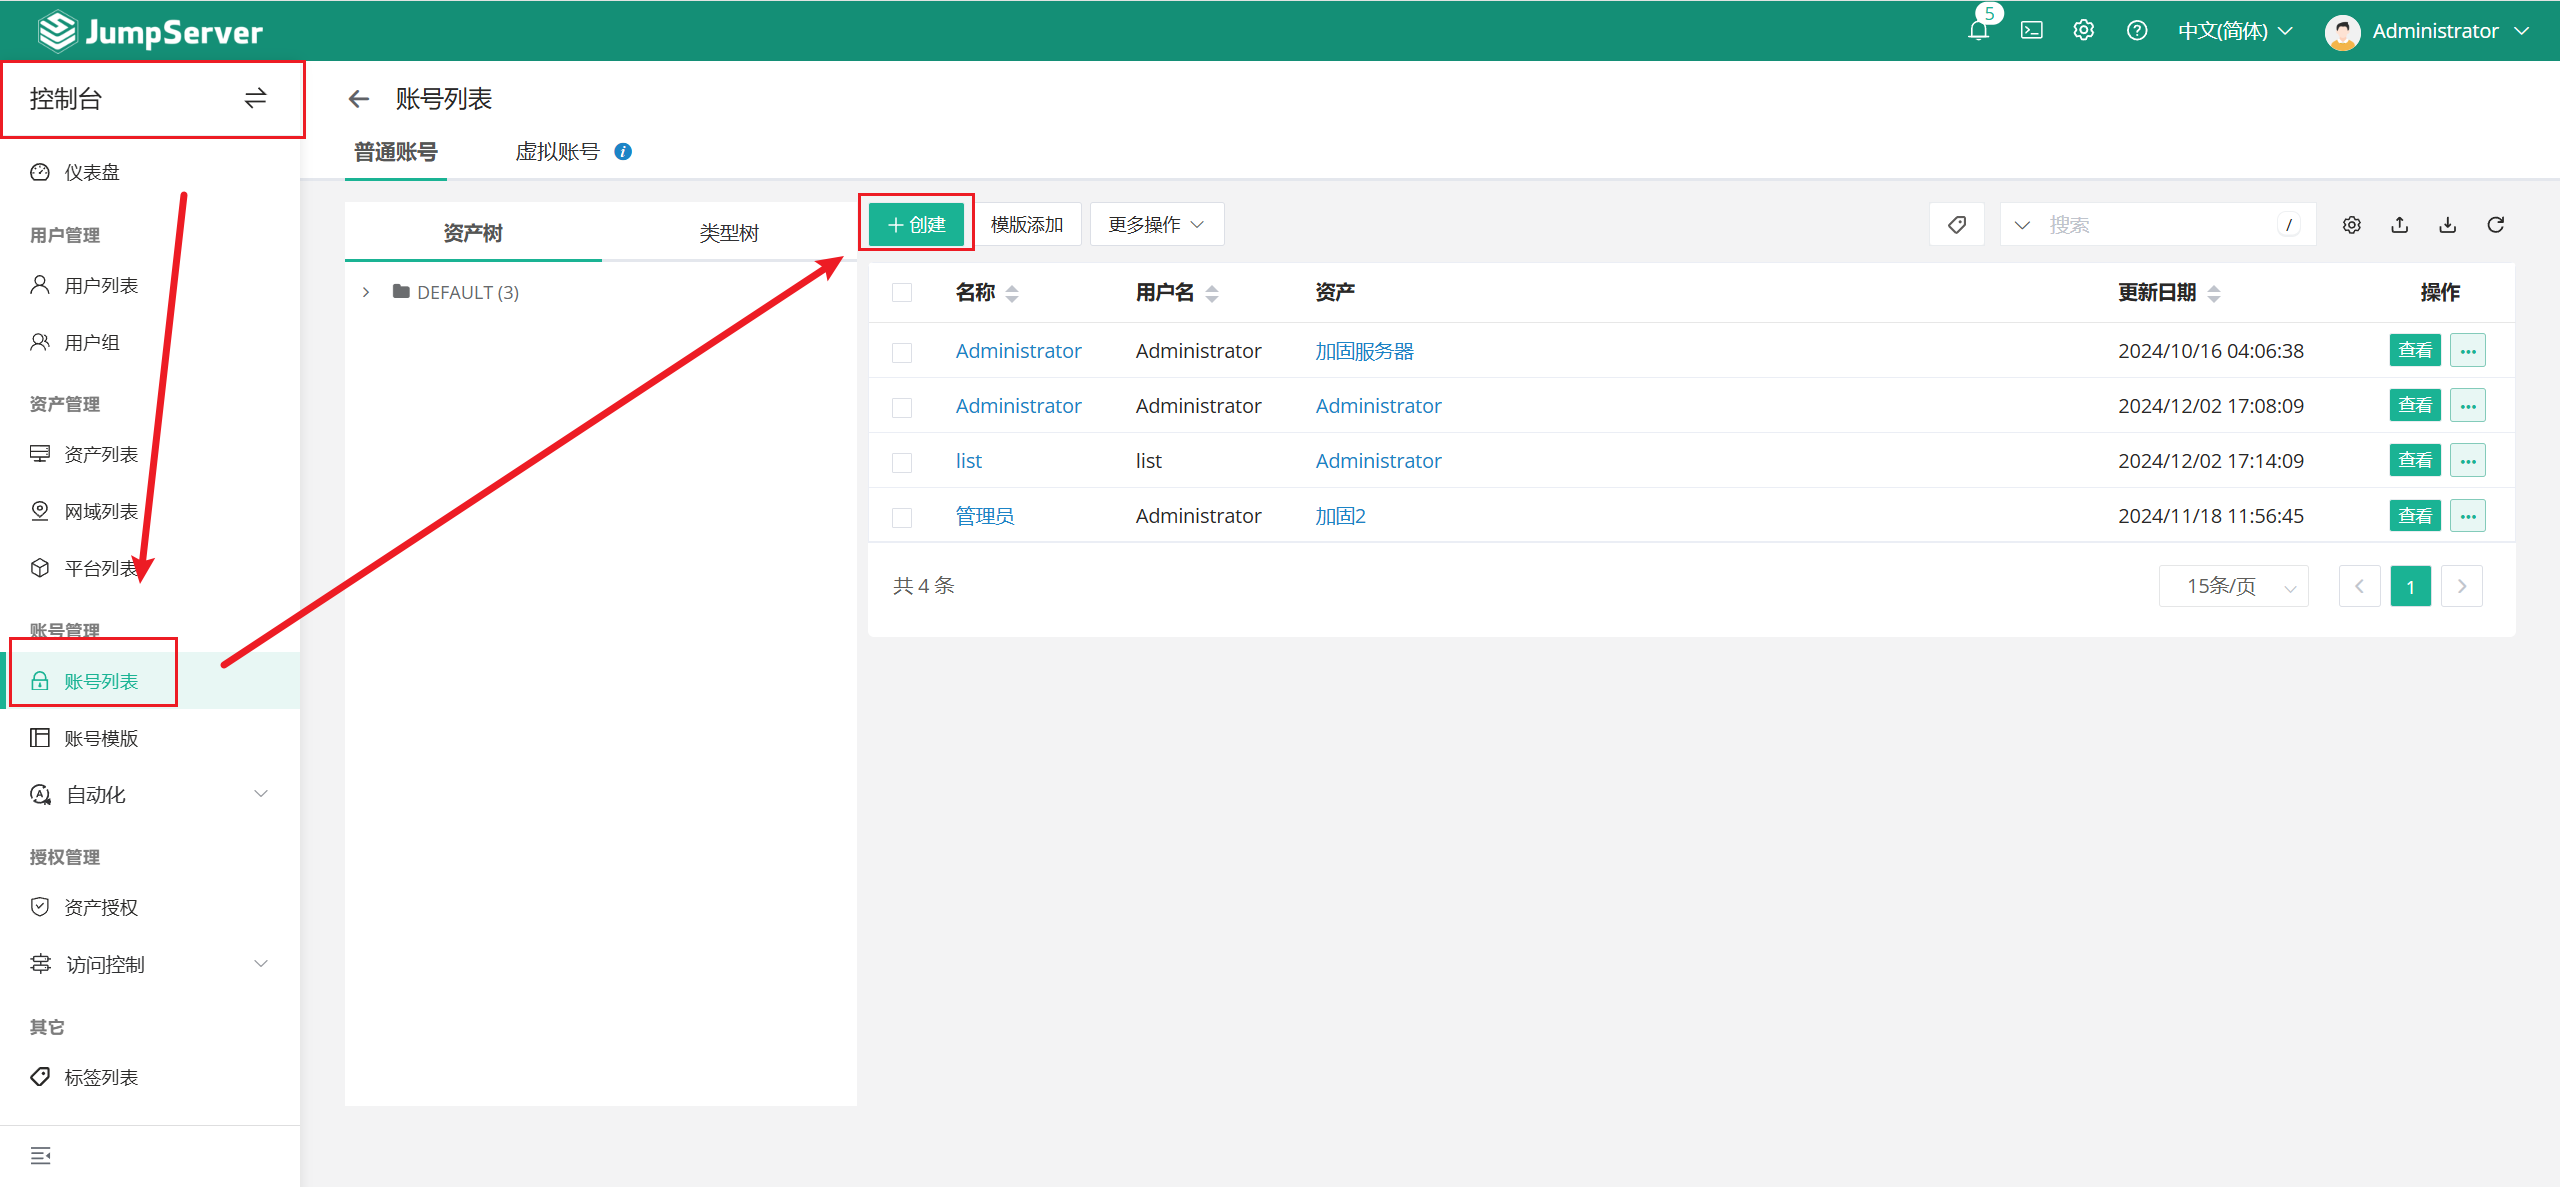 JumpServer
5
中文(简体)
Administrator
控制台
仪表盘
用户管理
用户列表
用户组
资产管理
资产列表
网域列表
平台列表
账号管理
账号列表
账号模版
自动化
授权管理
资产授权
访问控制
其它
标签列表
账号列表
普通账号
虚拟账号
资产树
类型树
DEFAULT (3)
创建
模版添加
更多操作
搜索
/
名称 用户名 资产 更新日期 操作
Administrator Administrator 加固服务器 2024/10/16 04:06:38 查看 ···
Administrator Administrator Administrator 2024/12/02 17:08:09 查看 ···
list list Administrator 2024/12/02 17:14:09 查看 ···
管理员 Administrator 加固2 2024/11/18 11:56:45 查看 ···
共 4 条
15条/页
1